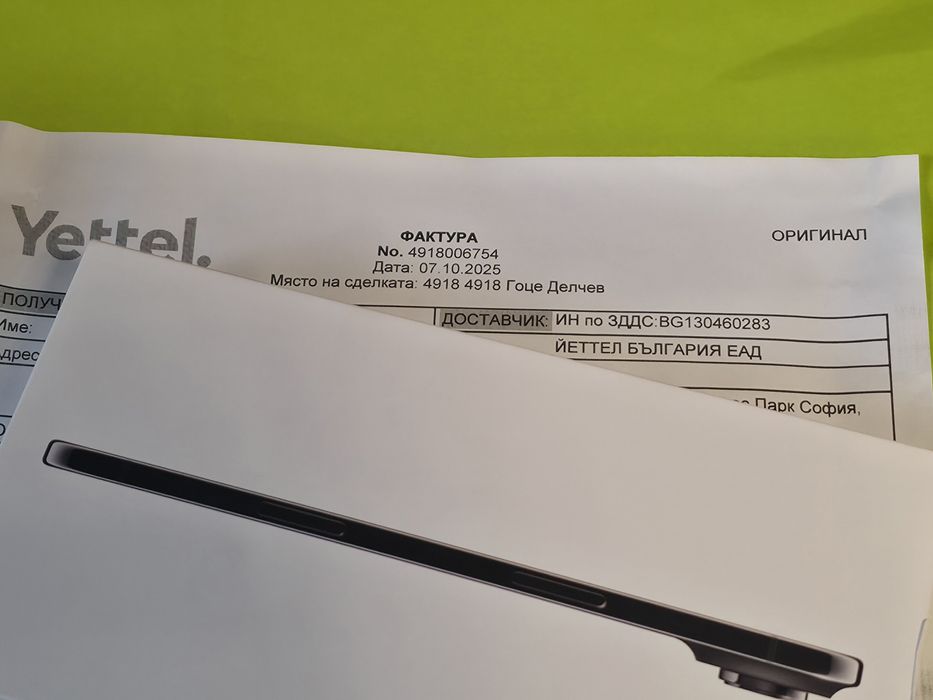 Yettel.
ФАКТУРА
ОРИГИНАЛ
No. 4918006754
Дата: 07.10.2025
Място на сделката: 4918 4918 Гоце Делчев
ДОСТАВЧИК: ИН по ЗДДС:BG130460283
Име:
ЙЕТТЕЛ БЪЛГАРИЯ ЕАД
Парк София,